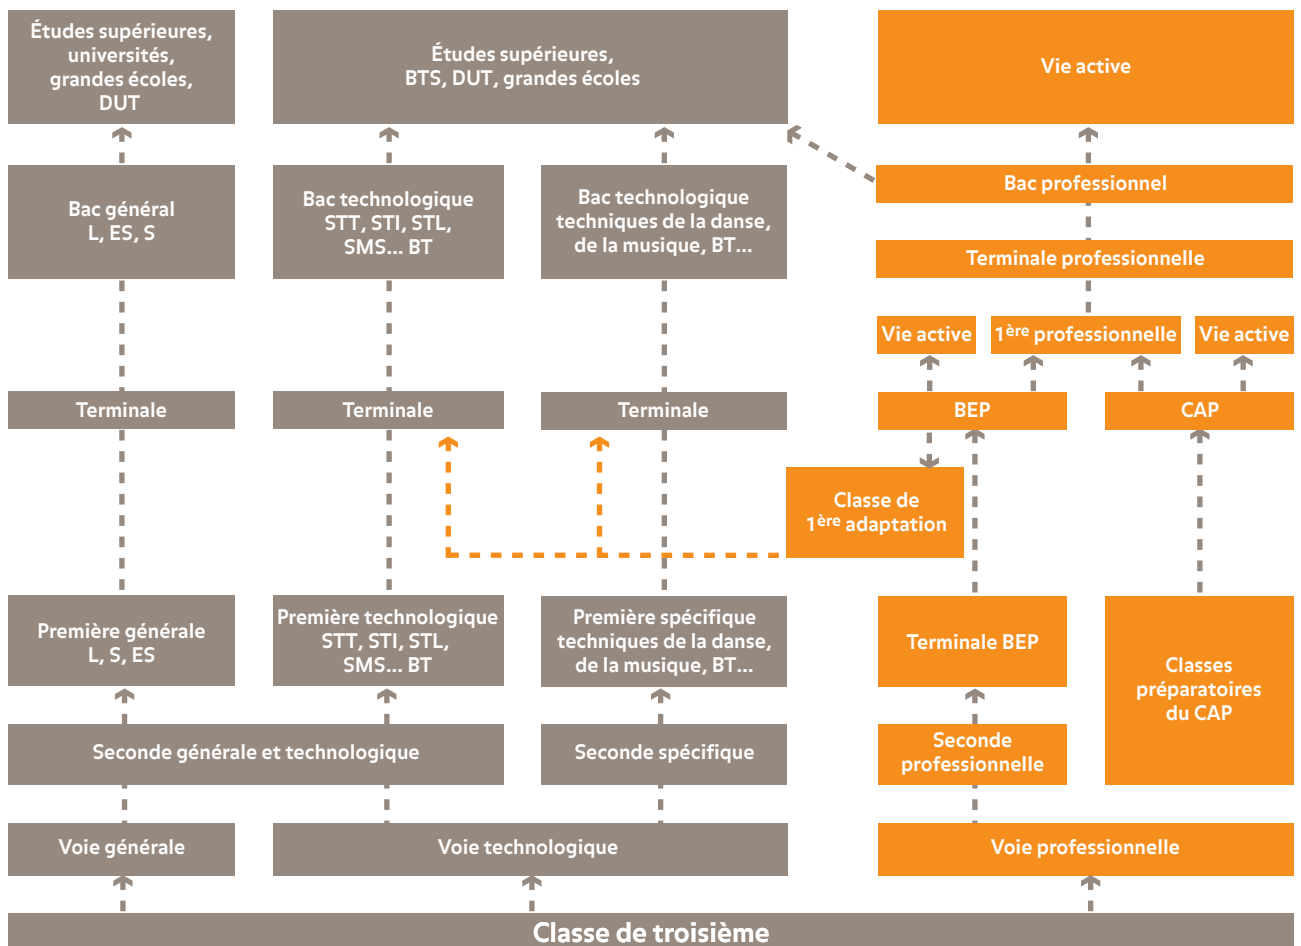 Études supérieures,
universités,
grandes écoles,
DUT
Études supérieures,
BTS, DUT, grandes écoles
Vie active
Bac général
L, ES, S
Bac technologique
STT, STI, STL,
SMS... BT
Bac technologique
techniques de la danse,
de la musique, BT...
Bac professionnel
Terminale professionnelle
Vie active
1ère professionnelle
Vie active
Terminale
Terminale
Terminale
BEP
CAP
Classe de
1ère adaptation
Première générale
L, S, ES
Première technologique
STT, STI, STL,
SMS... BT
Première spécifique
techniques de la danse,
de la musique, BT...
Terminale BEP
Classes
préparatoires
du CAP
Seconde générale et technologique
Seconde spécifique
Seconde
professionnelle
Voie générale
Voie technologique
Voie professionnelle
Classe de troisième